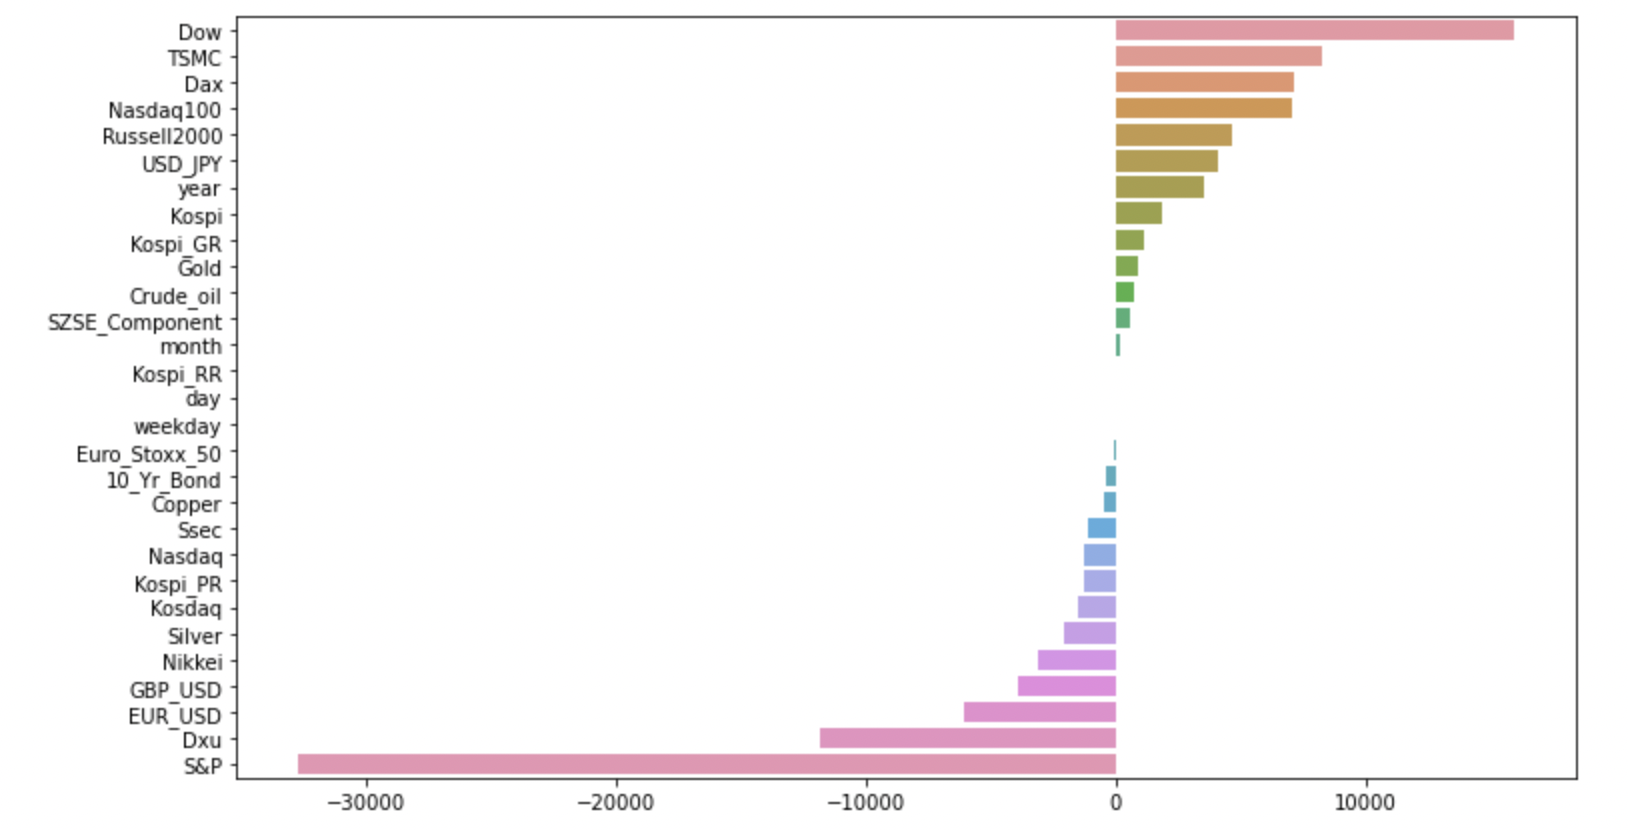 Dow
TSMC
Dax
Nasdaq100
Russell2000
USD_JPY
year
Kospi
Kospi_GR
Gold
Crude_oil
SZSE_Component
month
Kospi_RR
day
weekday
Euro_Stoxx_50
10_Yr_Bond
Copper
Ssec
Nasdaq
Kospi_PR
Kosdaq
Silver
Nikkei
GBP_USD
EUR_USD
Dxu
S&P
−30000 −20000 −10000 0 10000